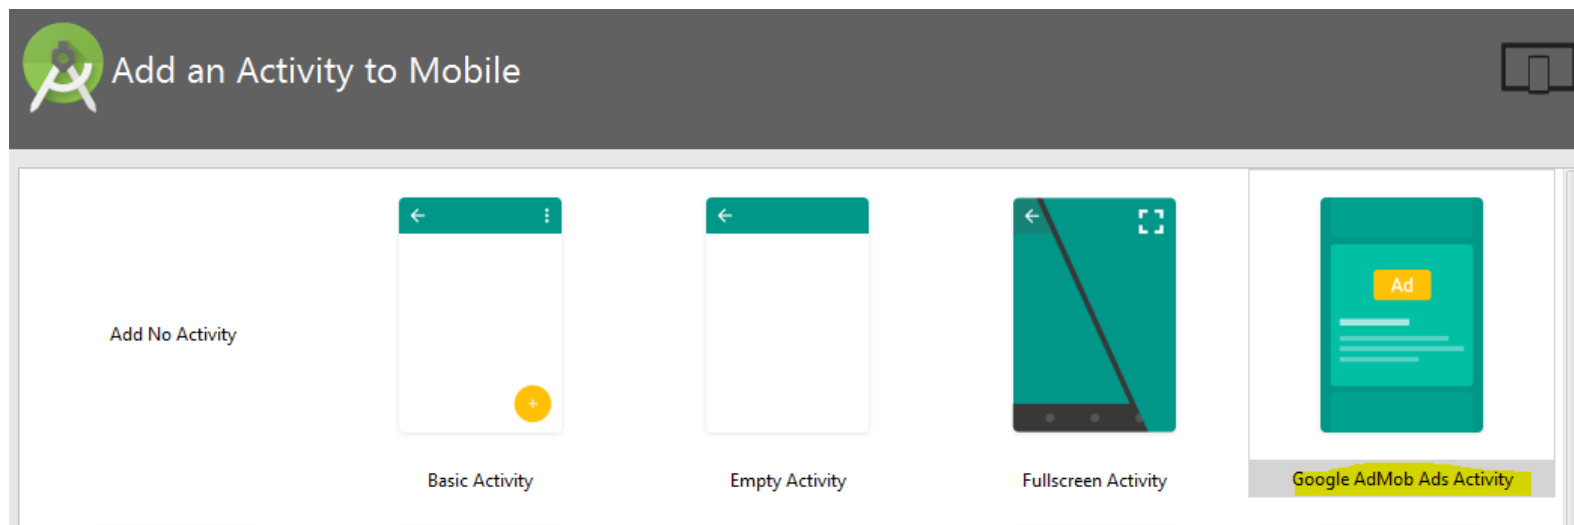 Add an Activity to Mobile
Ad
Add No Activity
Basic Activity
Empty Activity
Fullscreen Activity
Google AdMob Ads Activity